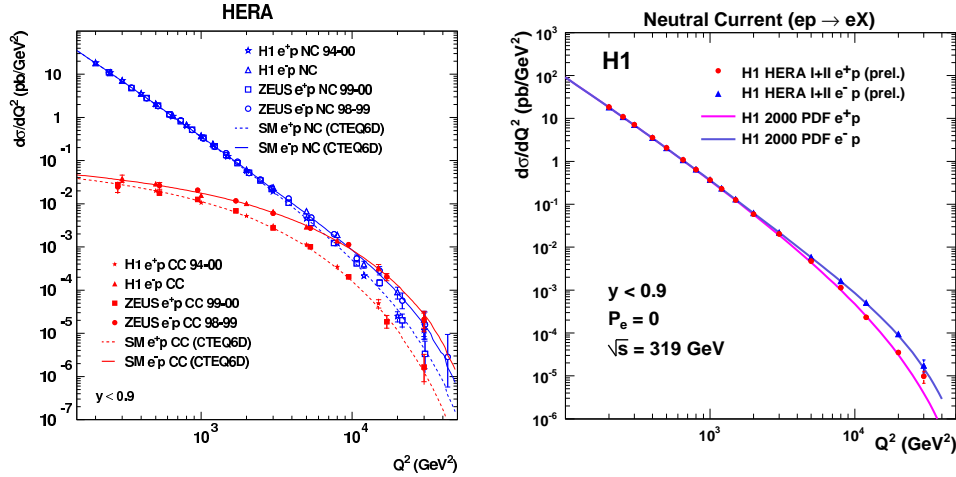 HERA
dσ/dQ² (pb/GeV²)
10
1
10⁻¹
10⁻²
10⁻³
10⁻⁴
10⁻⁵
10⁻⁶
10⁻⁷
H1 e⁺p NC 94-00
H1 e⁻p NC
ZEUS e⁺p NC 99-00
ZEUS e⁻p NC 98-99
SM e⁺p NC (CTEQ6D)
SM e⁻p NC (CTEQ6D)
H1 e⁺p CC 94-00
H1 e⁻p CC
ZEUS e⁺p CC 99-00
ZEUS e⁻p CC 98-99
SM e⁺p CC (CTEQ6D)
SM e⁻p CC (CTEQ6D)
y < 0.9
10³
10⁴
Q² (GeV²)
Neutral Current (ep → eX)
dσ/dQ² (pb/GeV²)
10³
10²
10
1
10⁻¹
10⁻²
10⁻³
10⁻⁴
10⁻⁵
10⁻⁶
H1
H1 HERA I+II e⁺p (prel.)
H1 HERA I+II e⁻ p (prel.)
H1 2000 PDF e⁺p
H1 2000 PDF e⁻ p
y < 0.9
Pₑ = 0
√s = 319 GeV
10³
10⁴
Q² (GeV²)